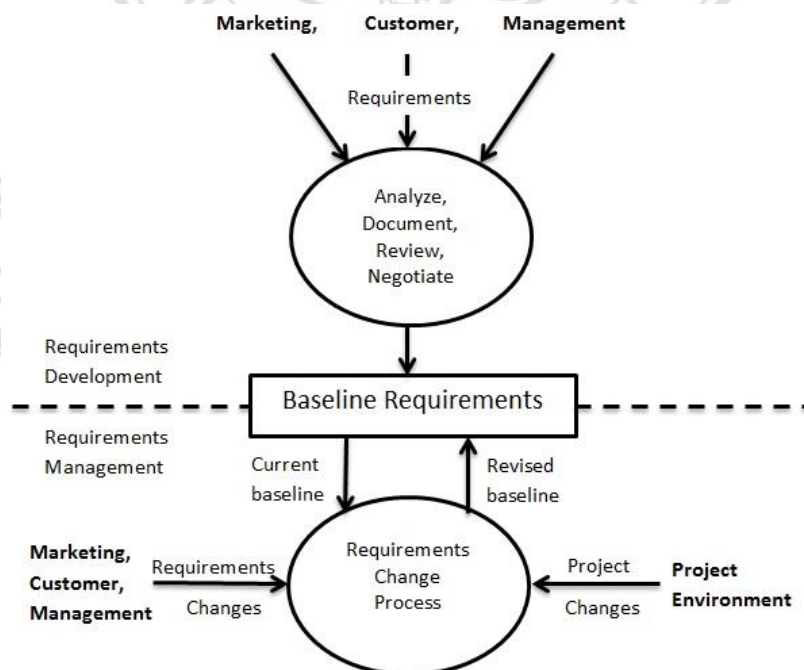 Marketing, Customer, Management
Requirements
Analyze,
Document,
Review,
Negotiate
Requirements
Development
Baseline Requirements
Requirements
Management
Current
baseline
Revised
baseline
Marketing,
Customer,
Management
Requirements
Changes
Requirements
Change
Process
Project
Changes
Project
Environment